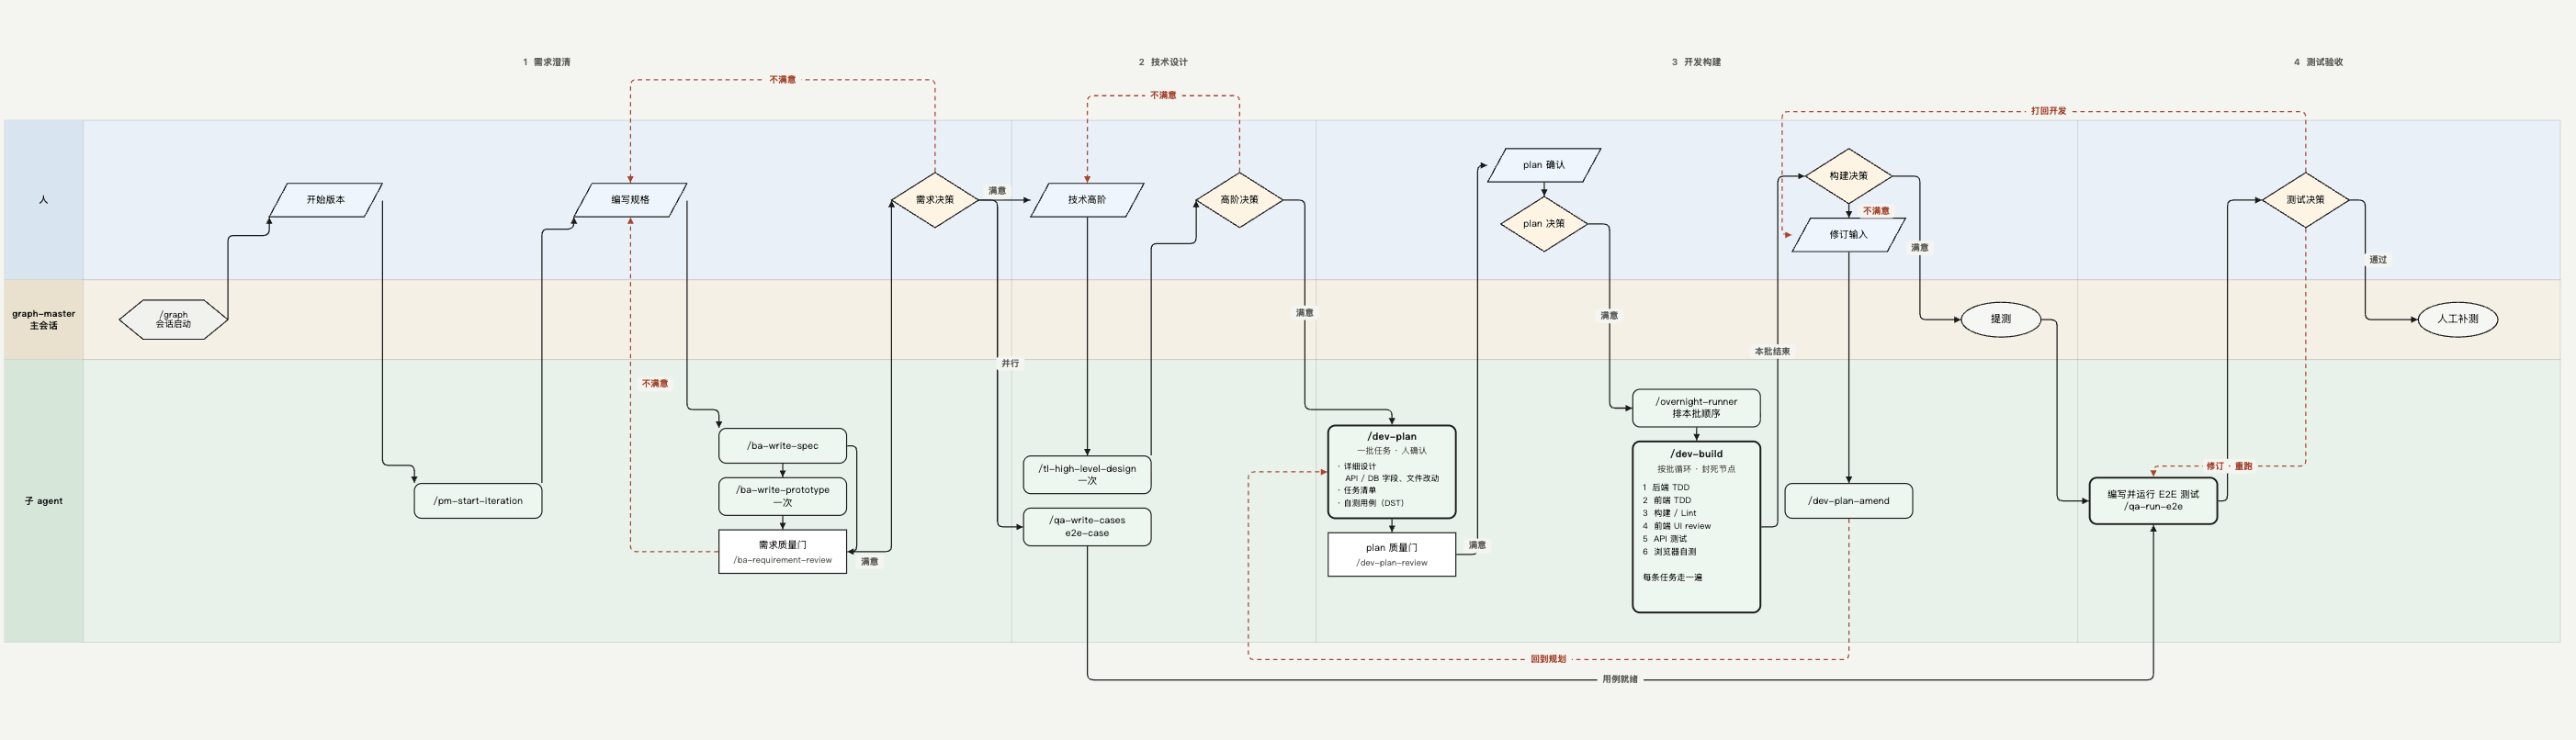 1 需求澄清
2 技术设计
3 开发构建
4 测试验收
不满意
不满意
打回开发
人
开始版本
编写规格
需求决策
满意
技术高阶
高阶决策
plan 确认
plan 决策
构建决策
不满意
修订输入
满意
测试决策
通过
graph-master
主会话
/graph
会话启动
满意
满意
本批结束
提测
人工补测
并行
不满意
子 agent
/pm-start-iteration
/ba-write-spec
/ba-write-prototype
一次
需求质量门
/ba-requirement-review
满意
/tl-high-level-design
一次
/qa-write-cases
e2e-case
/dev-plan
一批任务 · 人确认
· 详细设计
API / DB 字段、文件改动
· 任务清单
· 自测用例（DST）
plan 质量门
/dev-plan-review
满意
/overnight-runner
排本批顺序
/dev-build
按批循环 · 封死节点
1 后端 TDD
2 前端 TDD
3 构建 / Lint
4 前端 UI review
5 API 测试
6 浏览器自测
每条任务走一遍
/dev-plan-amend
修订 · 重跑
编写并运行 E2E 测试
/qa-run-e2e
回到规划
用例就绪